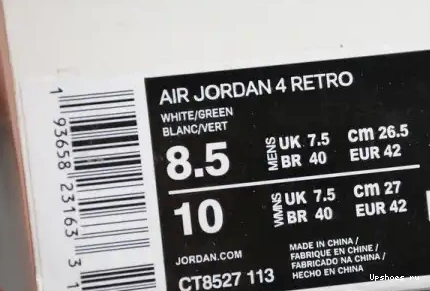 AIR JORDAN 4 RETRO
WHITE/GREEN
BLANC/VERT
8.5 MENS UK 7.5 cm 26.5
BR 40 EUR 42
10 WMNS UK 7.5 cm 27
BR 40 EUR 42
JORDAN.COM
MADE IN CHINA /
FABRIQUE EN CHINE /
FABRICADO NA CHINA /
HECHO EN CHINA
CT8527 113
1 93658 23163 3
Upshoes.ru